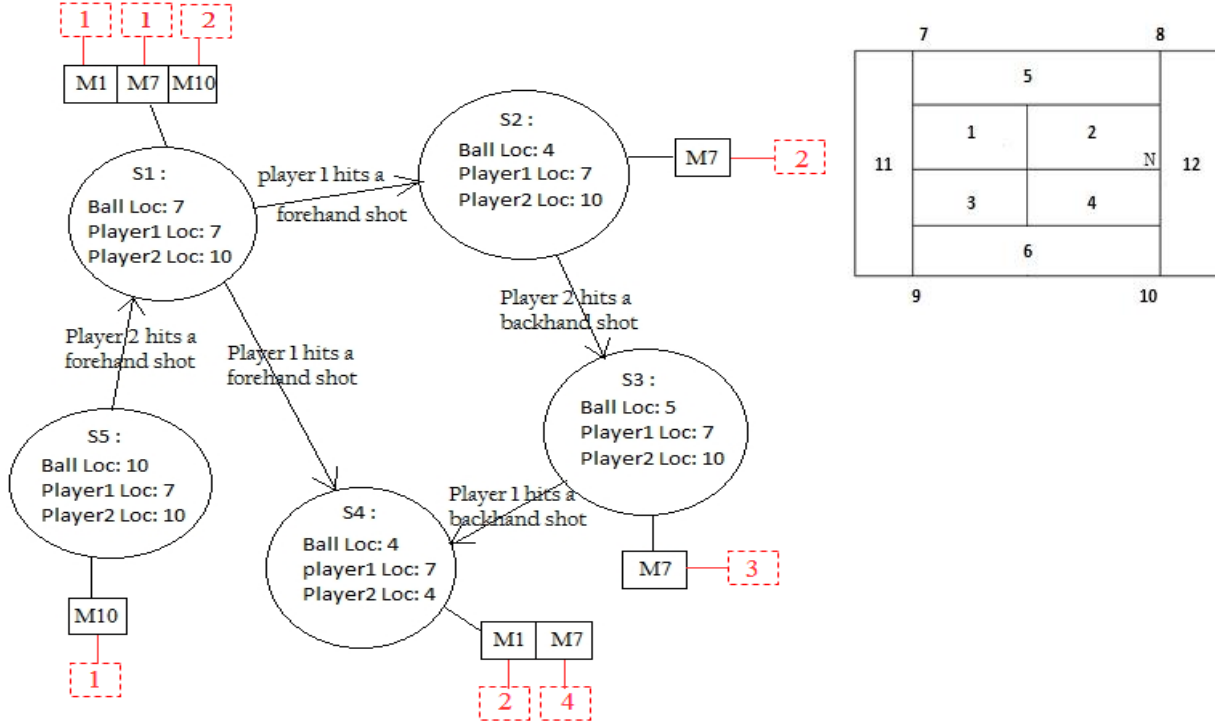 1 1 2
M1 M7 M10
S1 :
Ball Loc: 7
Player1 Loc: 7
Player2 Loc: 10
player 1 hits a
forehand shot
S2 :
Ball Loc: 4
Player1 Loc: 7
Player2 Loc: 10
M7 2
Player 2 hits a
backhand shot
Player 2 hits a
forehand shot
Player 1 hits a
forehand shot
S3 :
Ball Loc: 5
Player1 Loc: 7
Player2 Loc: 10
S5 :
Ball Loc: 10
Player1 Loc: 7
Player2 Loc: 10
Player 1 hits a
backhand shot
S4 :
Ball Loc: 4
player1 Loc: 7
Player2 Loc: 4
M7 3
M10
1
M1 M7
2 4
7 8
5
1 2
N
11 12
3 4
6
9 10